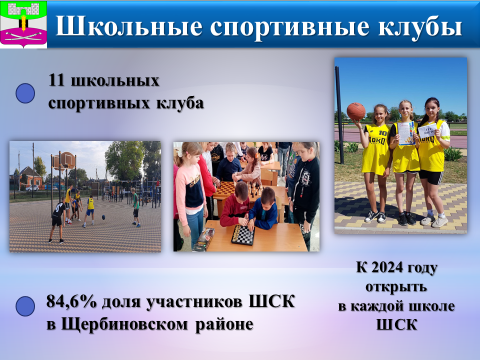 Школьные спортивные клубы
11 школьных
спортивных клуба
84,6% доля участников ШСК
в Щербиновском районе
К 2024 году
открыть
в каждой школе
ШСК